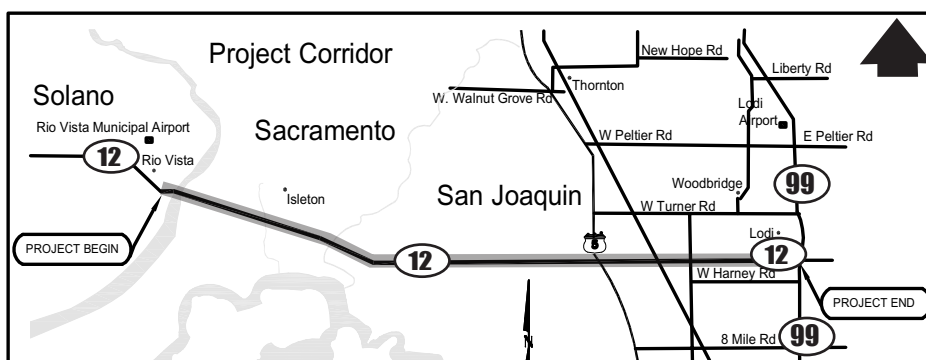 Project Corridor
New Hope Rd
Liberty Rd
Thornton
Solano
W. Walnut Grove Rd
Lodi
Airport
Rio Vista Municipal Airport
Sacramento
W Peltier Rd
E Peltier Rd
12
Rio Vista
99
Isleton
San Joaquin
Woodbridge
W Turner Rd
PROJECT BEGIN
5
Lodi
12
12
W Harney Rd
PROJECT END
N
8 Mile Rd
99